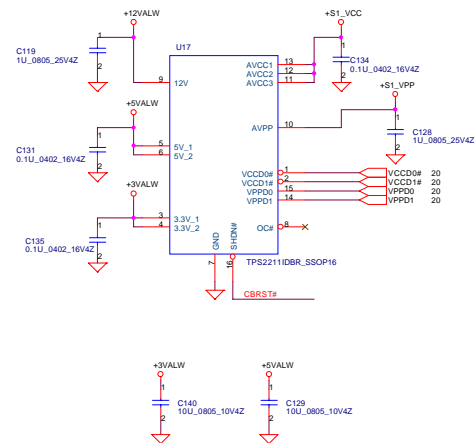 +12VALW
+S1_VCC
C119
1U_0805_25V4Z
1
2
U17
9
12V
AVCC1
AVCC2
AVCC3
13
12
11
1
2
C134
0.1U_0402_16V4Z
+5VALW
+S1_VPP
C131
0.1U_0402_16V4Z
1
2
5
6
5V_1
5V_2
AVPP
10
1
2
C128
1U_0805_25V4Z
+3VALW
VCCD0#
VCCD1#
VPPD0
VPPD1
1
2
15
14
VCCD0# 20
VCCD1# 20
VPPD0 20
VPPD1 20
C135
0.1U_0402_16V4Z
1
2
3
4
3.3V_1
3.3V_2
OC#
8
GND
SHDN#
7
16
TPS2211IDBR_SSOP16
CBRST#
+3VALW
+5VALW
1
2
C140
10U_0805_10V4Z
1
2
C129
10U_0805_10V4Z